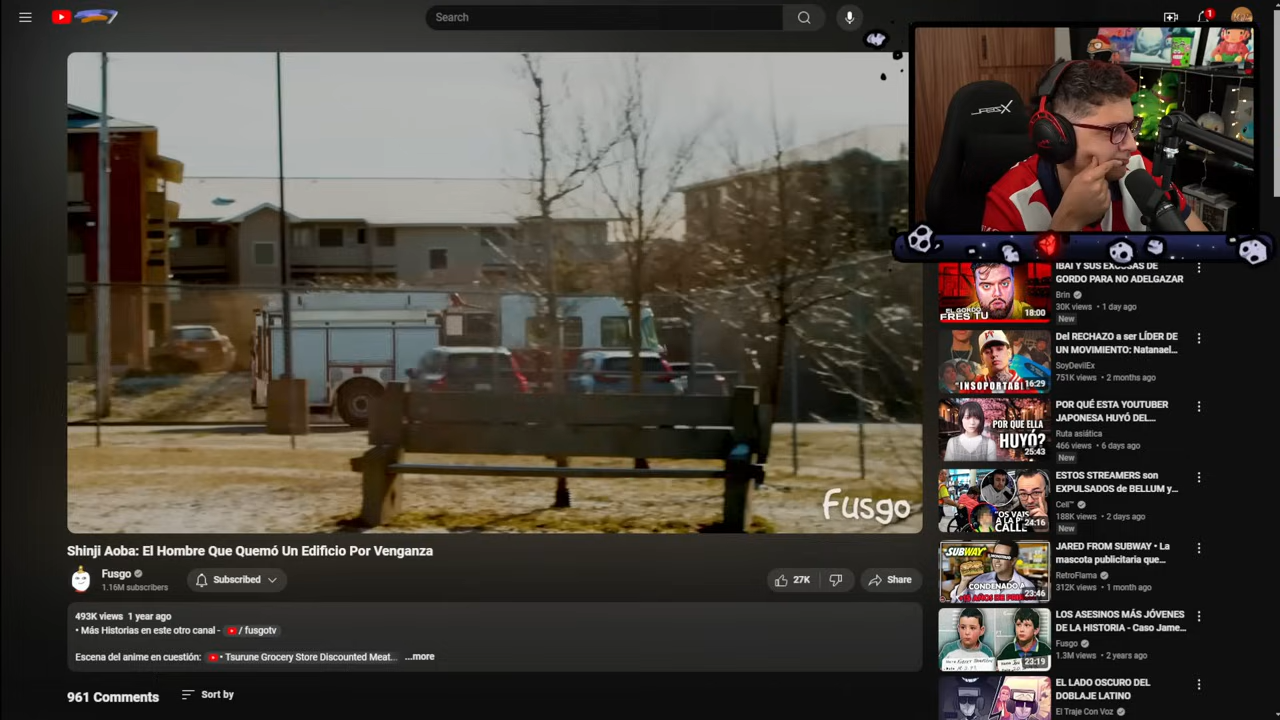 Search
1
Fusgo
Shinji Aoba: El Hombre Que Quemó Un Edificio Por Venganza
Fusgo
1.16M subscribers
Subscribed
27K
Share
493K views 1 year ago
• Más Historias en este otro canal - / fusgotv
Escena del anime en cuestión: • Tsurune Grocery Store Discounted Meat... ...more
961 Comments
Sort by
IBAI Y SUS EXCUSAS DE
GORDO PARA NO ADELGAZAR
Brin
30K views • 1 day ago
New
18:00
Del RECHAZO a ser LÍDER DE
UN MOVIMIENTO: Natanael...
SoyDevilEx
751K views • 2 months ago
16:29
POR QUÉ ESTA YOUTUBER
JAPONESA HUYÓ DEL...
Ruta asiática
466 views • 6 days ago
New
POR QUÉ ELLA
HUYÓ?
25:43
ESTOS STREAMERS son
EXPULSADOS de BELLUM y...
Cell™
188K views • 2 days ago
New
CALLE
24:16
JARED FROM SUBWAY • La
mascota publicitaria que...
RetroFlama
312K views • 1 month ago
SUBWAY
CONDENADO A
23:46
LOS ASESINOS MÁS JÓVENES
DE LA HISTORIA - Caso Jame...
Fusgo
1.3M views • 2 years ago
23:19
EL LADO OSCURO DEL
DOBLAJE LATINO
El Traje Con Voz